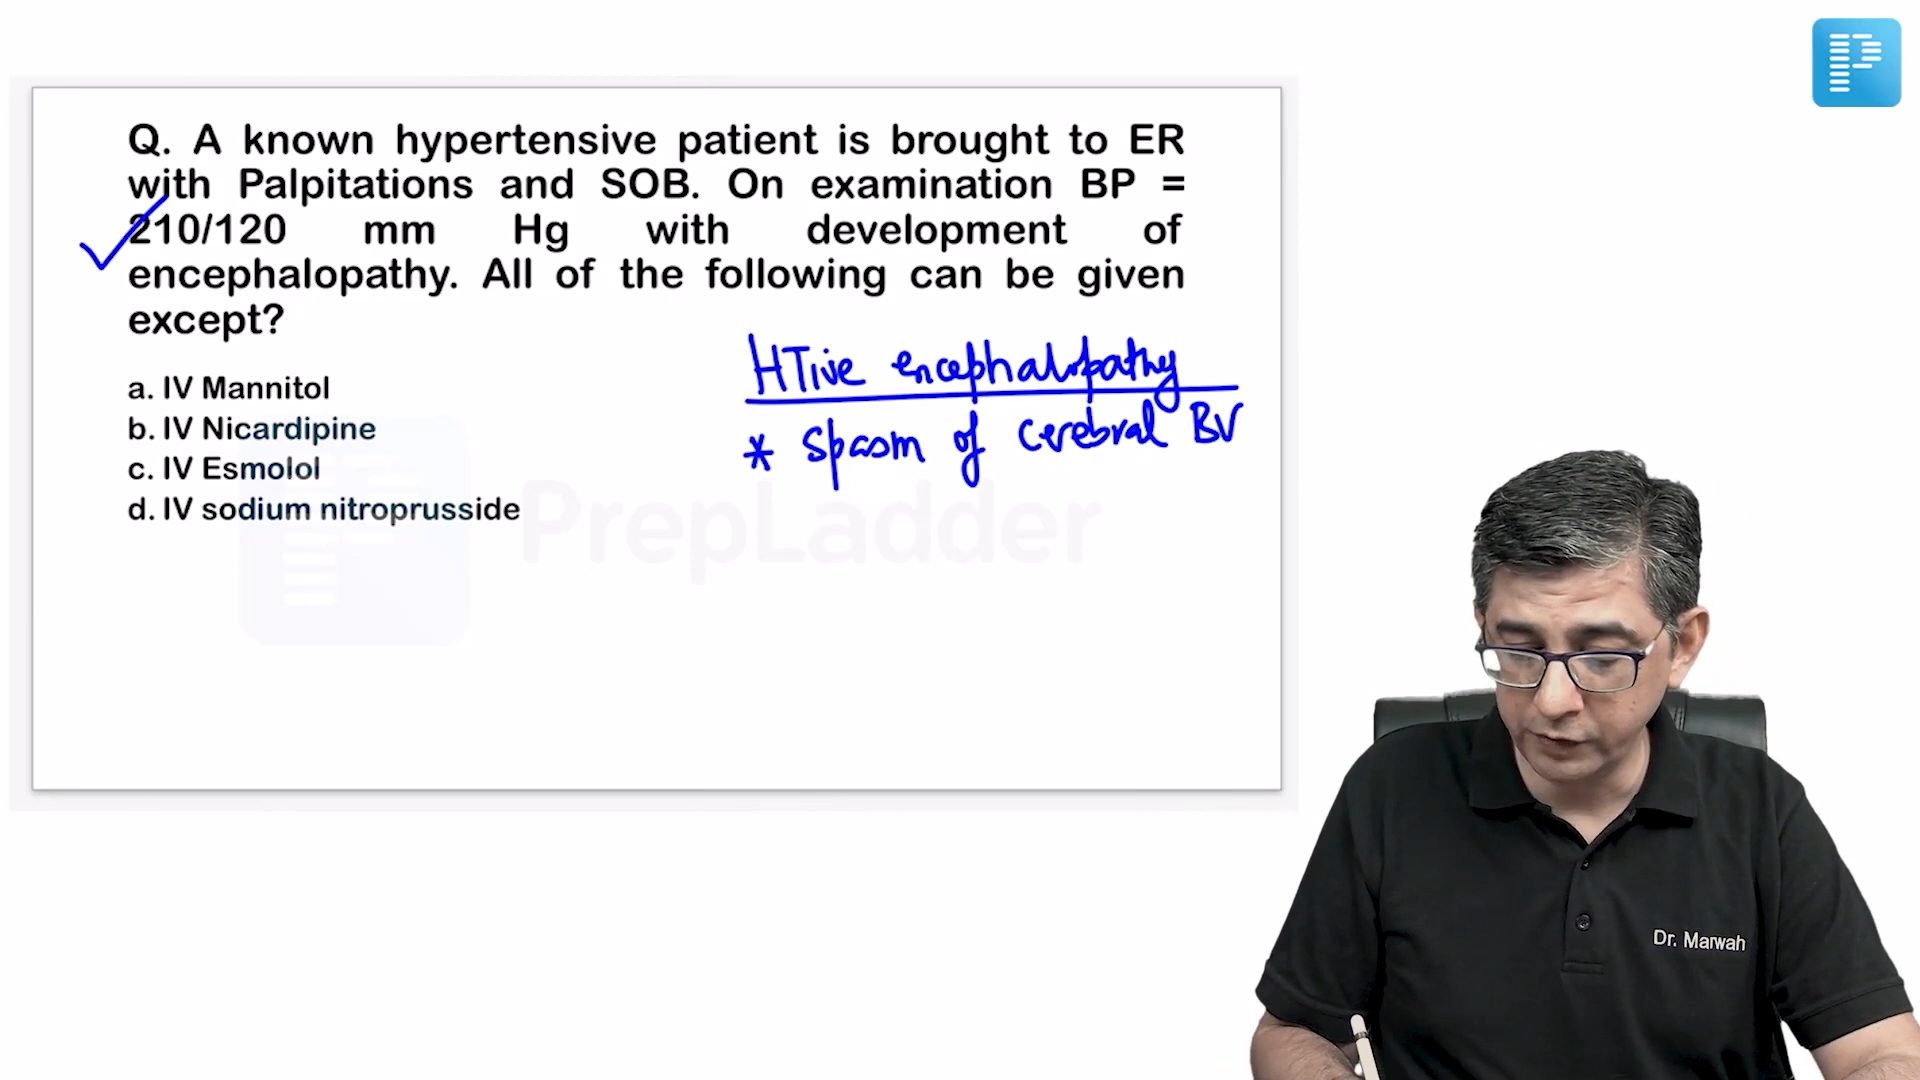 Q. A known hypertensive patient is brought to ER
with Palpitations and SOB. On examination BP =
210/120 mm Hg with development of
encephalopathy. All of the following can be given
except?
HTive encephalopathy
* Spasm of cerebral BV
a. IV Mannitol
b. IV Nicardipine
c. IV Esmolol
d. IV sodium nitroprusside
PrepLadder
Dr. Marwah